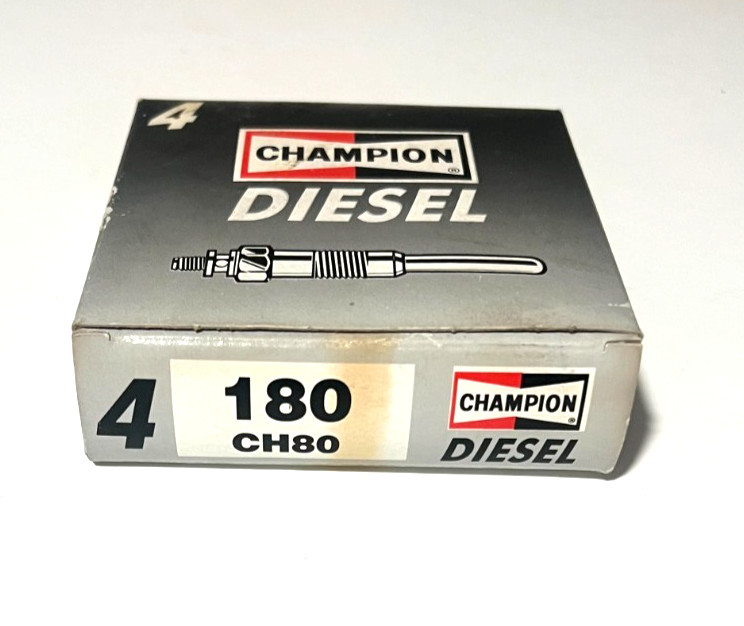 4
CHAMPION®
DIESEL
4
180
CH80
CHAMPION®
DIESEL